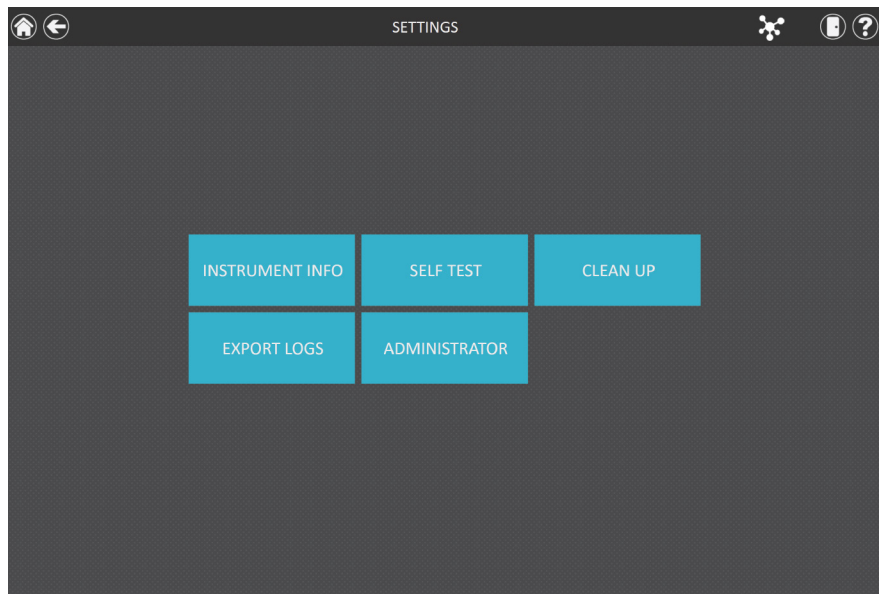 SETTINGS
?
INSTRUMENT INFO
SELF TEST
CLEAN UP
EXPORT LOGS
ADMINISTRATOR